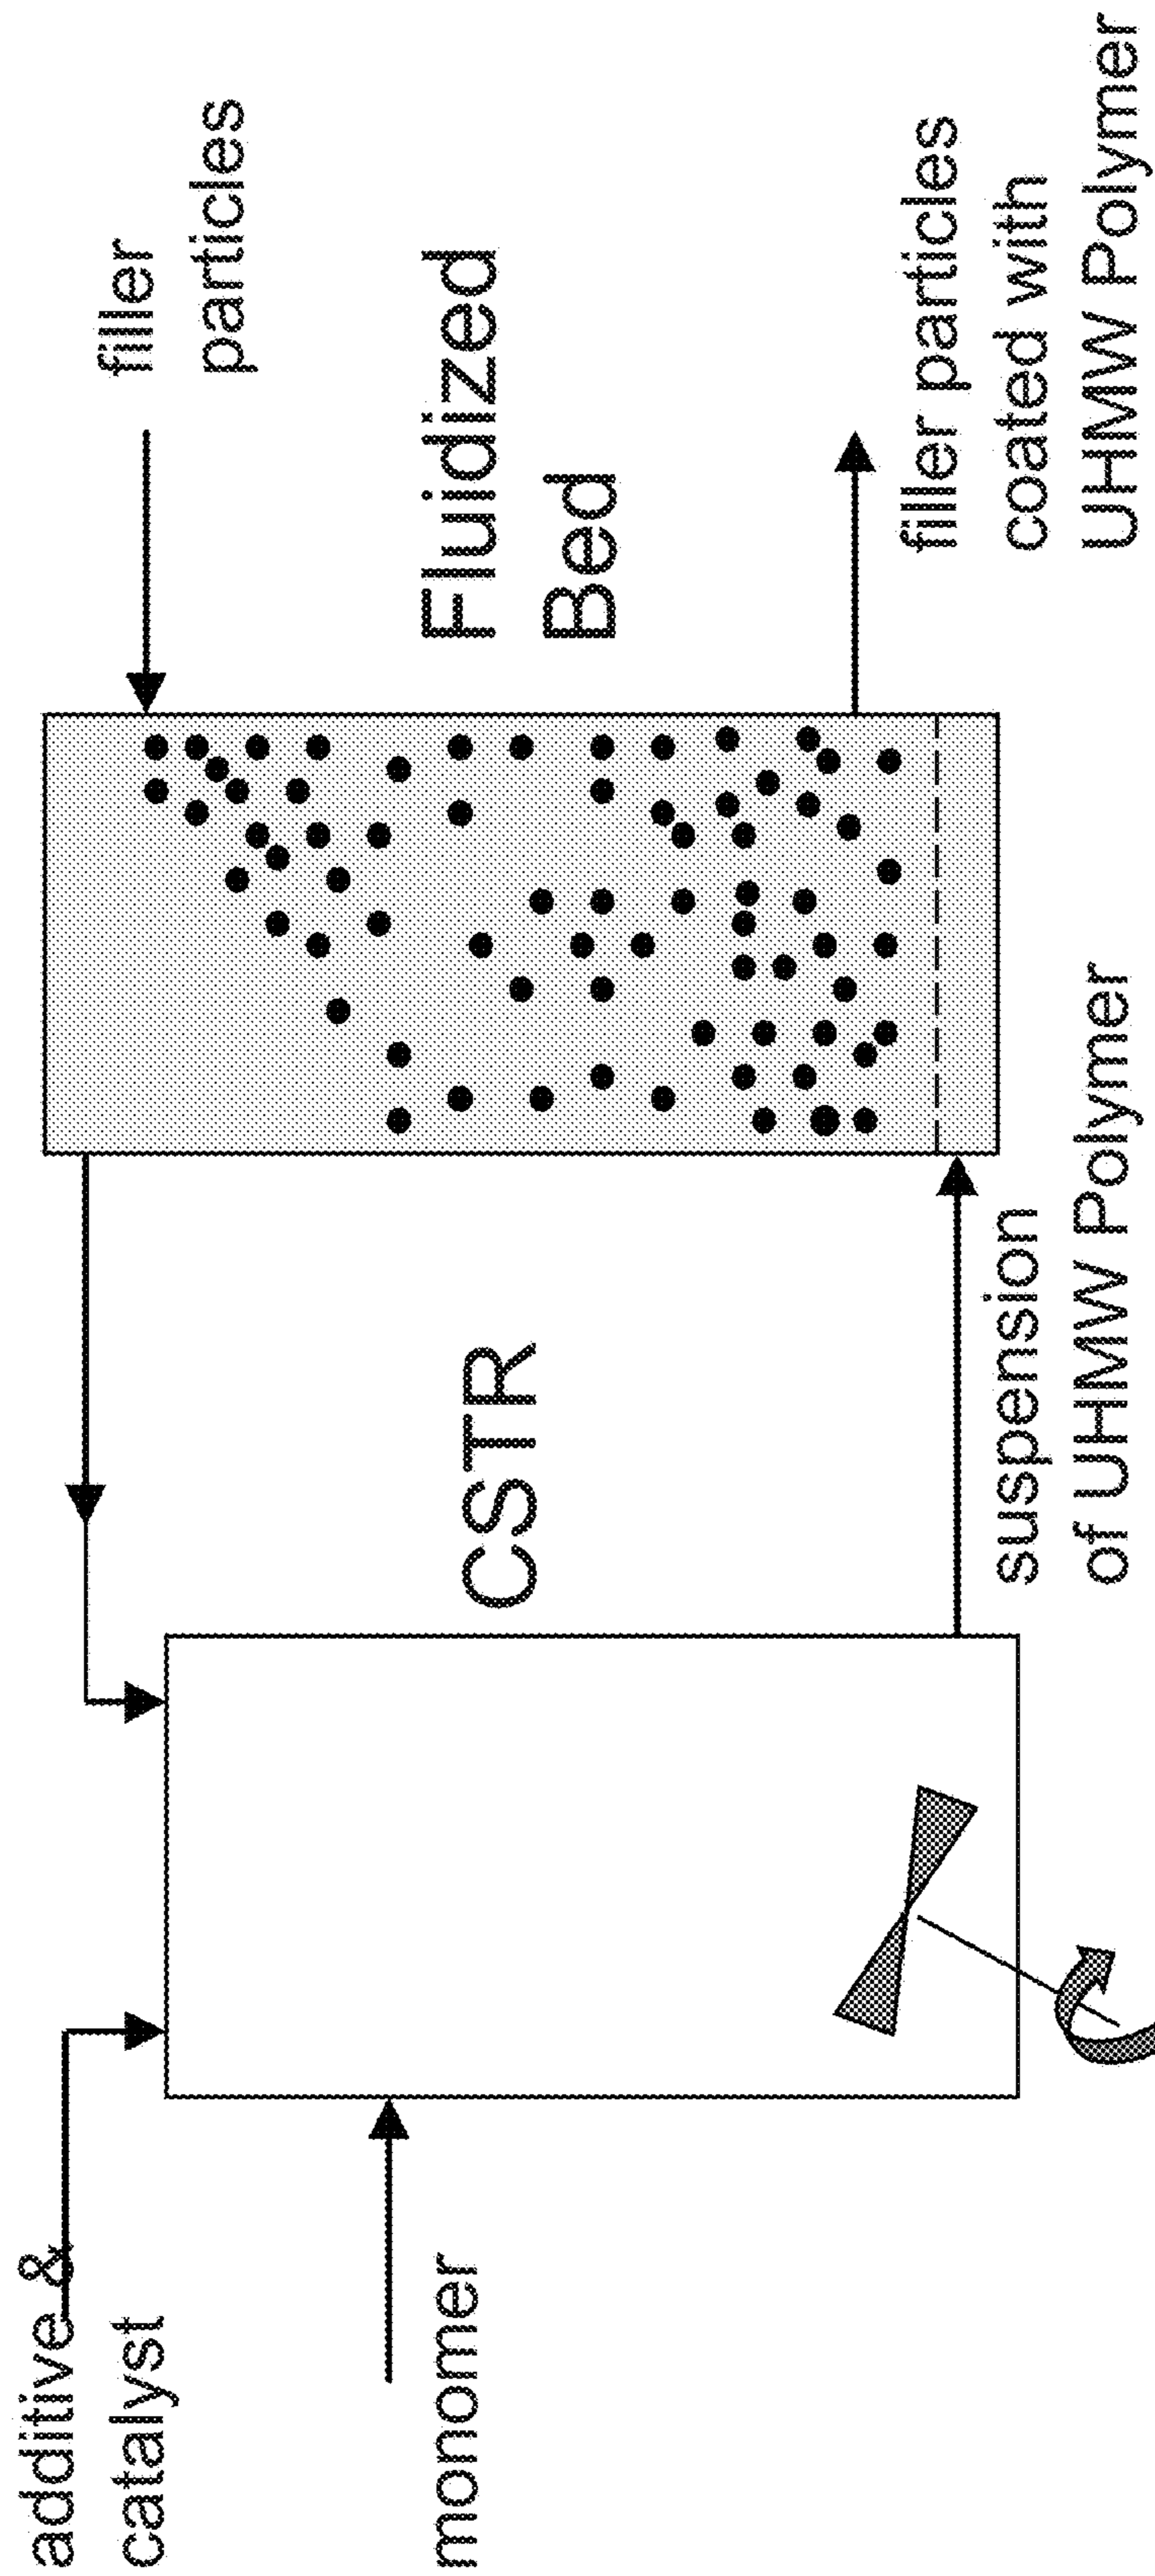 additive &
catalyst
monomer
CSTR
suspension
of UHMW Polymer
Fluidized
Bed
filler
particles
filler particles
coated with
UHMW Polymer